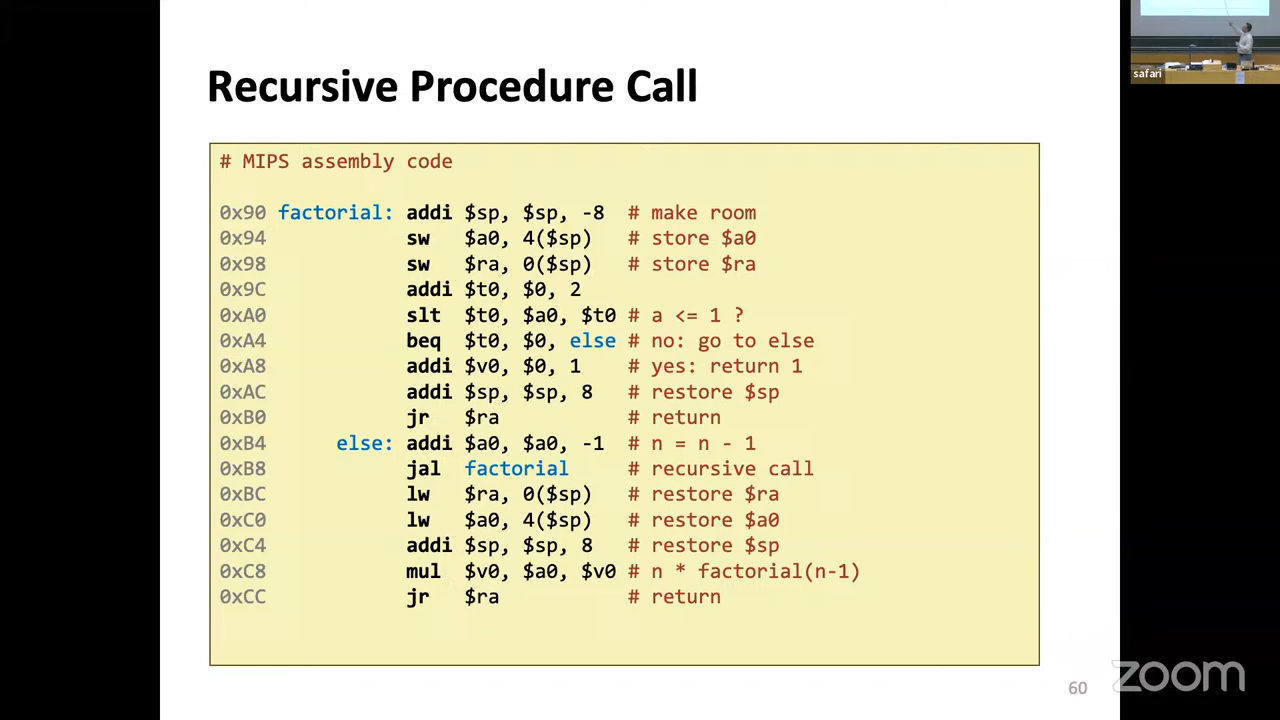 safari
Recursive Procedure Call
# MIPS assembly code
0x90 factorial: addi $sp, $sp, -8 # make room
0x94 sw $a0, 4($sp) # store $a0
0x98 sw $ra, 0($sp) # store $ra
0x9C addi $t0, $0, 2
0xA0 slt $t0, $a0, $t0 # a <= 1 ?
0xA4 beq $t0, $0, else # no: go to else
0xA8 addi $v0, $0, 1 # yes: return 1
0xAC addi $sp, $sp, 8 # restore $sp
0xB0 jr $ra # return
0xB4 else: addi $a0, $a0, -1 # n = n - 1
0xB8 jal factorial # recursive call
0xBC lw $ra, 0($sp) # restore $ra
0xC0 lw $a0, 4($sp) # restore $a0
0xC4 addi $sp, $sp, 8 # restore $sp
0xC8 mul $v0, $a0, $v0 # n * factorial(n-1)
0xCC jr $ra # return
60
zoom